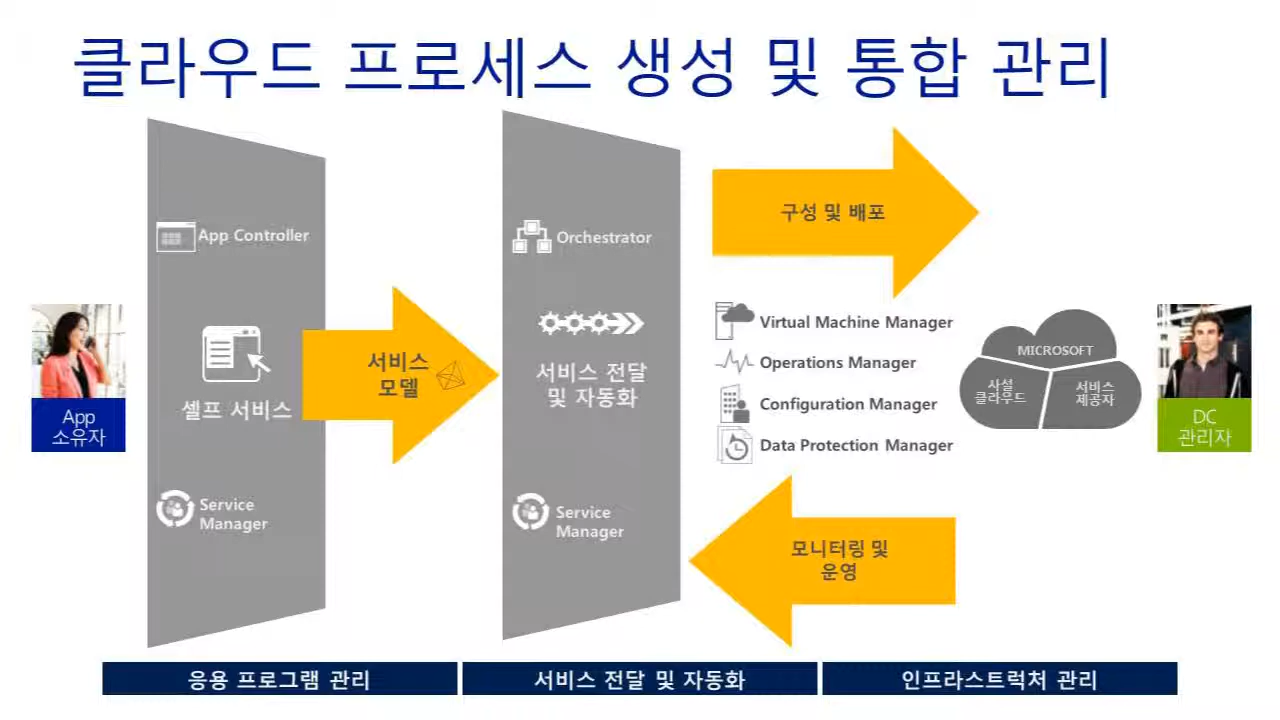 클라우드 프로세스 생성 및 통합 관리
App Controller
셀프 서비스
Service
Manager
App
소유자
서비스
모델
Orchestrator
서비스 전달
및 자동화
Service
Manager
구성 및 배포
Virtual Machine Manager
Operations Manager
Configuration Manager
Data Protection Manager
모니터링 및
운영
MICROSOFT
사설
클라우드
서비스
제공자
DC
관리자
응용 프로그램 관리
서비스 전달 및 자동화
인프라스트럭처 관리